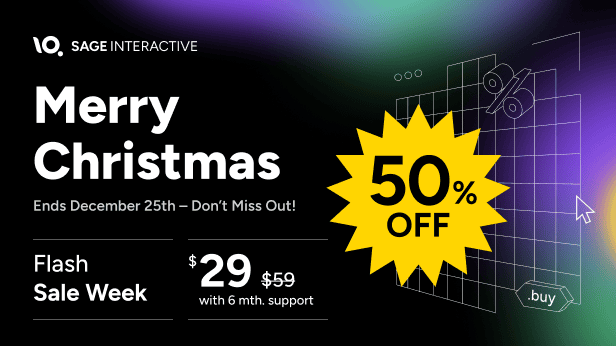 SAGE INTERACTIVE
Merry
Christmas
Ends December 25th – Don't Miss Out!
Flash
Sale Week
$29 $59
with 6 mth. support
50%
OFF
.buy